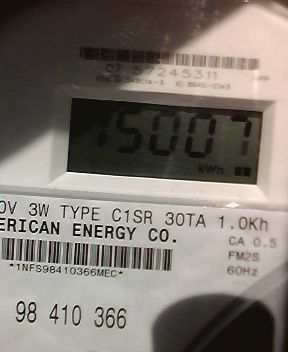 07 57245311
15007
kWh
0V 3W TYPE C1SR 30TA 1.0Kh
ERICAN ENERGY CO.
CA 0.5
FM2S
60Hz
*1NFS98410366MEC*
98 410 366